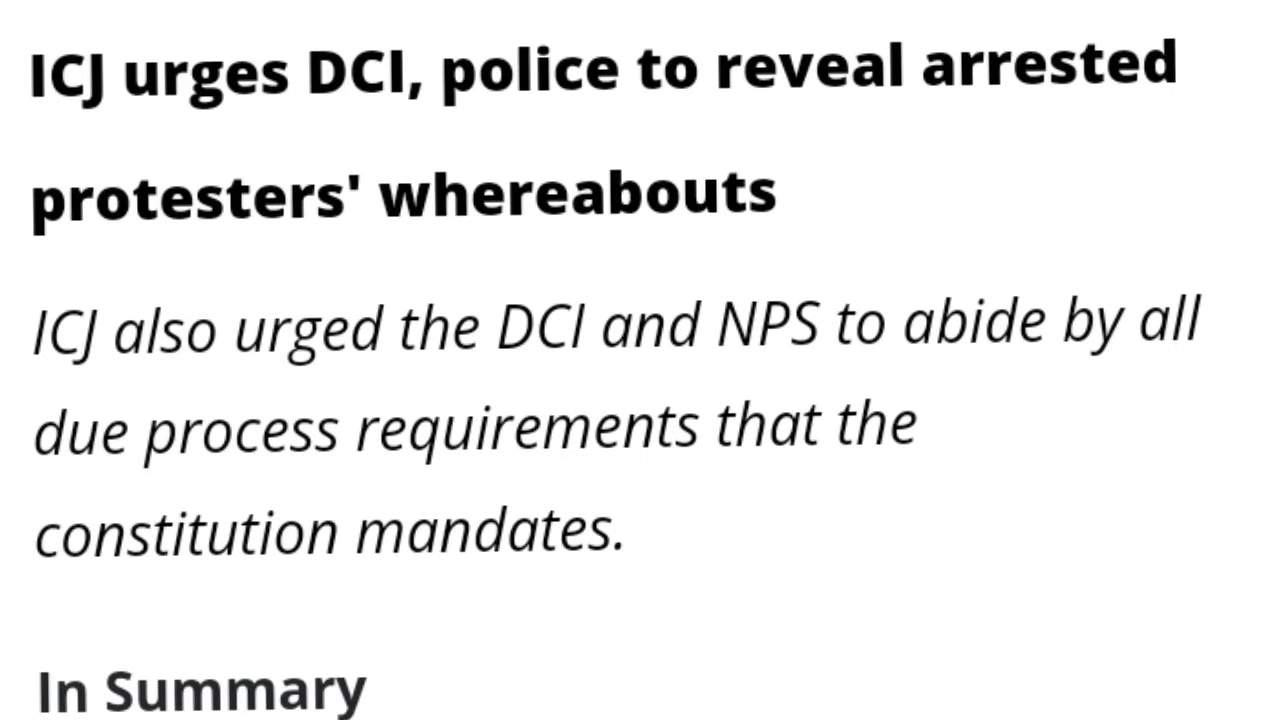 ICJ urges DCI, police to reveal arrested
protesters' whereabouts
ICJ also urged the DCI and NPS to abide by all
due process requirements that the
constitution mandates.
In Summary